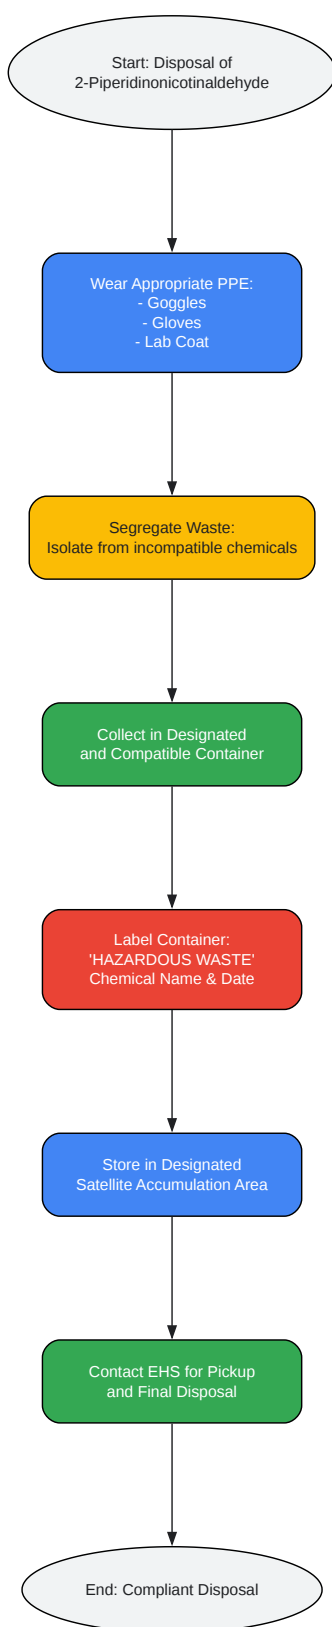 Start: Disposal of
2-Piperidinonicotinaldehyde
Wear Appropriate PPE:
- Goggles
- Gloves
- Lab Coat
Segregate Waste:
Isolate from incompatible chemicals
Collect in Designated
and Compatible Container
Label Container:
'HAZARDOUS WASTE'
Chemical Name & Date
Store in Designated
Satellite Accumulation Area
Contact EHS for Pickup
and Final Disposal
End: Compliant Disposal